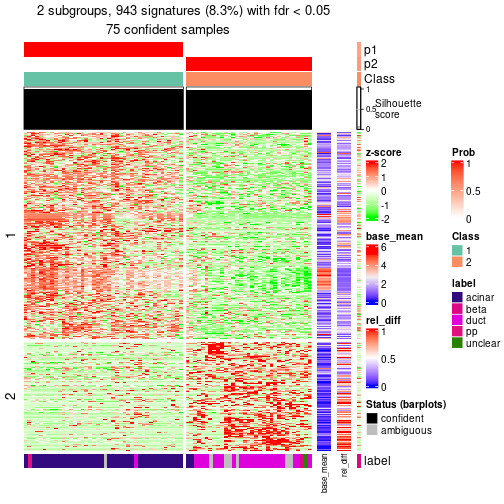 2 subgroups, 943 signatures (8.3%) with fdr < 0.05
75 confident samples
p1
p2
Class
1
0.5
0
Silhouette
score
1
2
z-score
2
1
0
-1
-2
Prob
1
0.5
0
base_mean
6
4
2
0
Class
1
2
label
acinar
beta
duct
pp
unclear
rel_diff
1
0.5
0
Status (barplots)
confident
ambiguous
label
base_mean
rel_diff